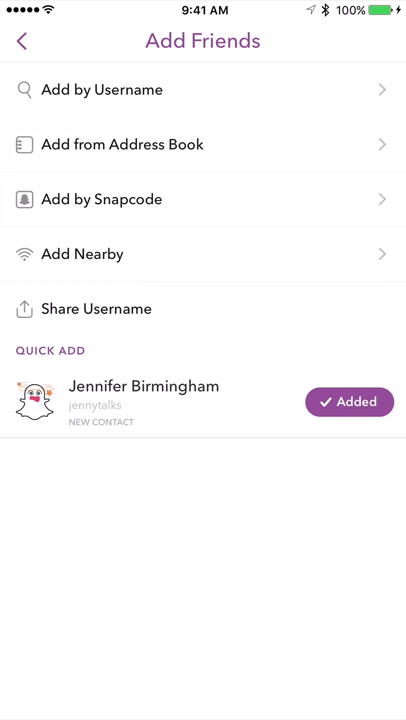 9:41 AM 100%
Add Friends
Add by Username
Add from Address Book
Add by Snapcode
Add Nearby
Share Username
QUICK ADD
Jennifer Birmingham
jennytalks
NEW CONTACT
Added